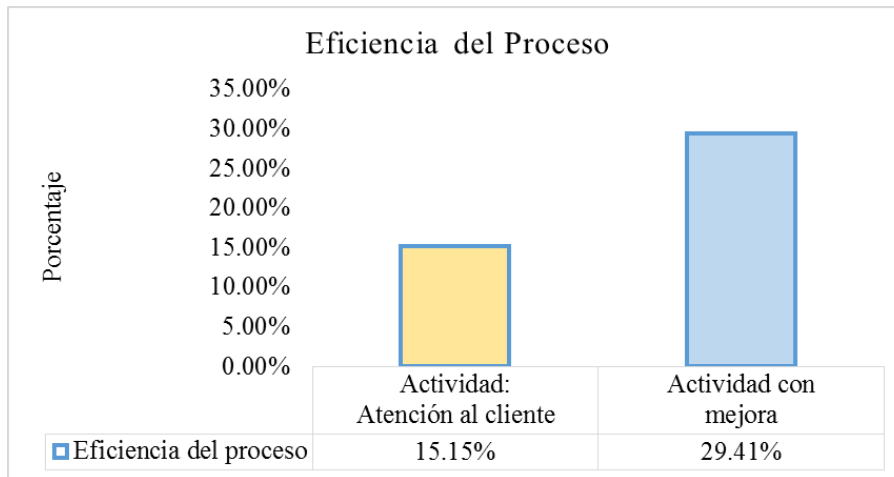 Eficiencia del Proceso
Porcentaje
35.00%
30.00%
25.00%
20.00%
15.00%
10.00%
5.00%
0.00%
Actividad:
Atención al cliente
Actividad con
mejora
Eficiencia del proceso
15.15%
29.41%